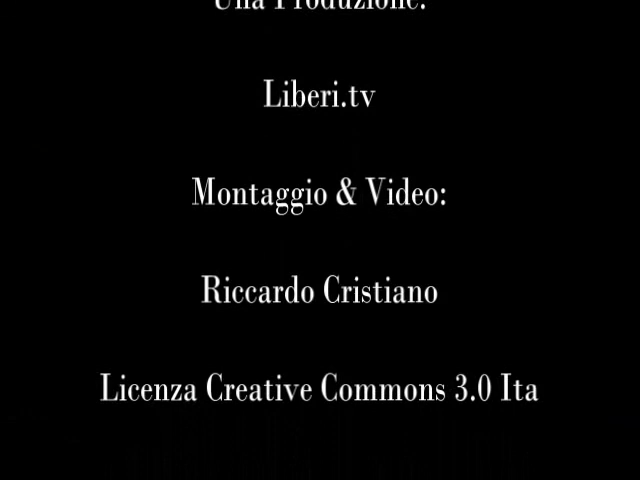 Una Produzione:
Liberi.tv
Montaggio & Video:
Riccardo Cristiano
Licenza Creative Commons 3.0 Ita